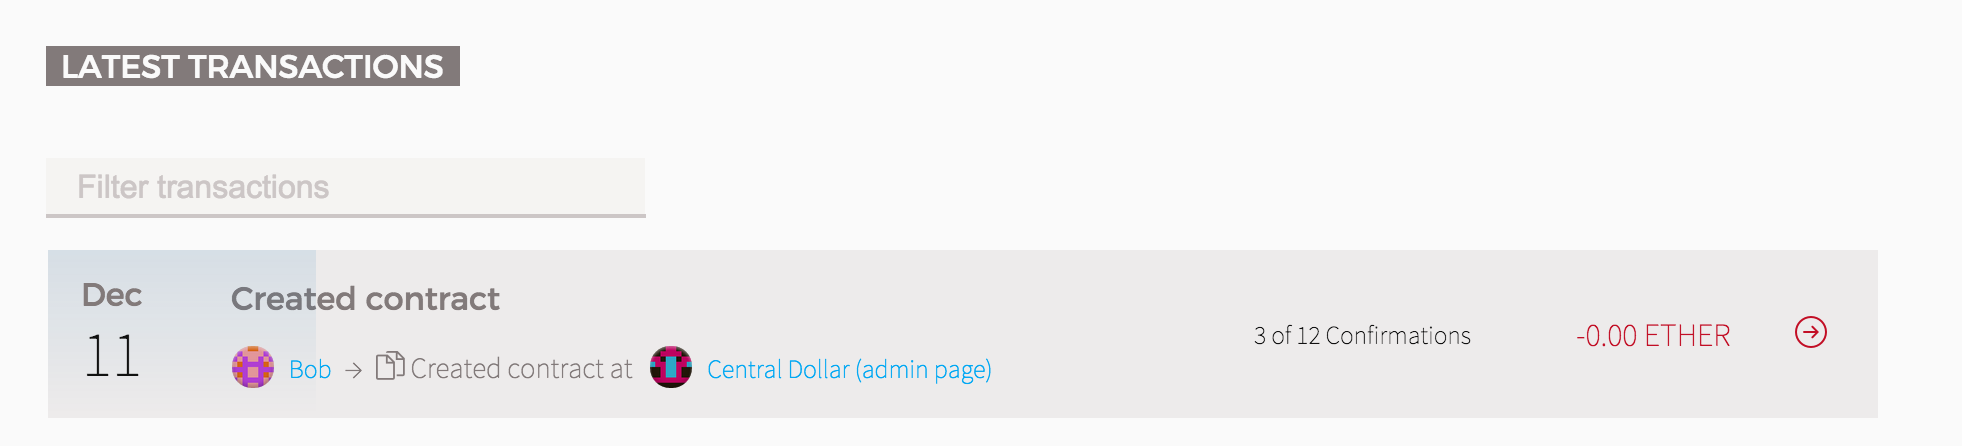 LATEST TRANSACTIONS
Filter transactions
Dec
11
Created contract
Bob → Created contract at Central Dollar (admin page)
3 of 12 Confirmations
-0.00 ETHER